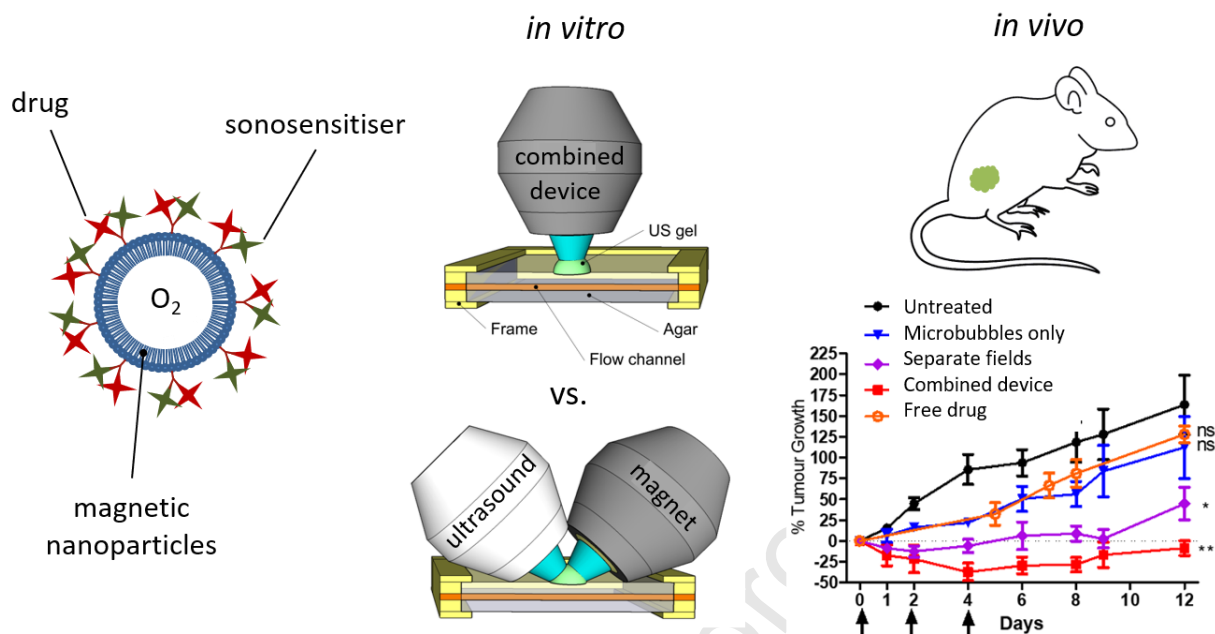 in vitro
in vivo
drug
sonosensitiser
O2
magnetic
nanoparticles
combined
device
US gel
Frame
Agar
Flow channel
vs.
ultrasound
magnet
Untreated
Microbubbles only
Separate fields
Combined device
Free drug
% Tumour Growth
225
200
175
150
125
100
75
50
25
0
-25
-50
ns
ns
*
**
0 1 2 4 6 8 10 12
Days